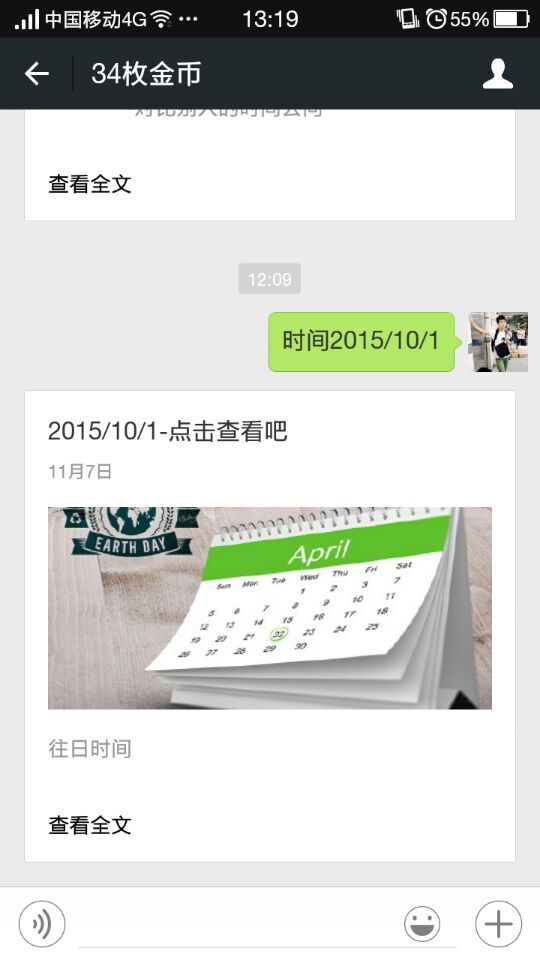 中国移动4G 13:19 55%
34枚金币
查看全文
12:09
时间2015/10/1
2015/10/1-点击查看吧
11月7日
EARTH DAY
April
Sun Mon Tue Wed Thu Fri Sat
1 2 3
5 6 7 8 9 10 11
12 13 14 15 16 17 18
19 20 21 22 23 24 25
26 27 28 29 30
往日时间
查看全文